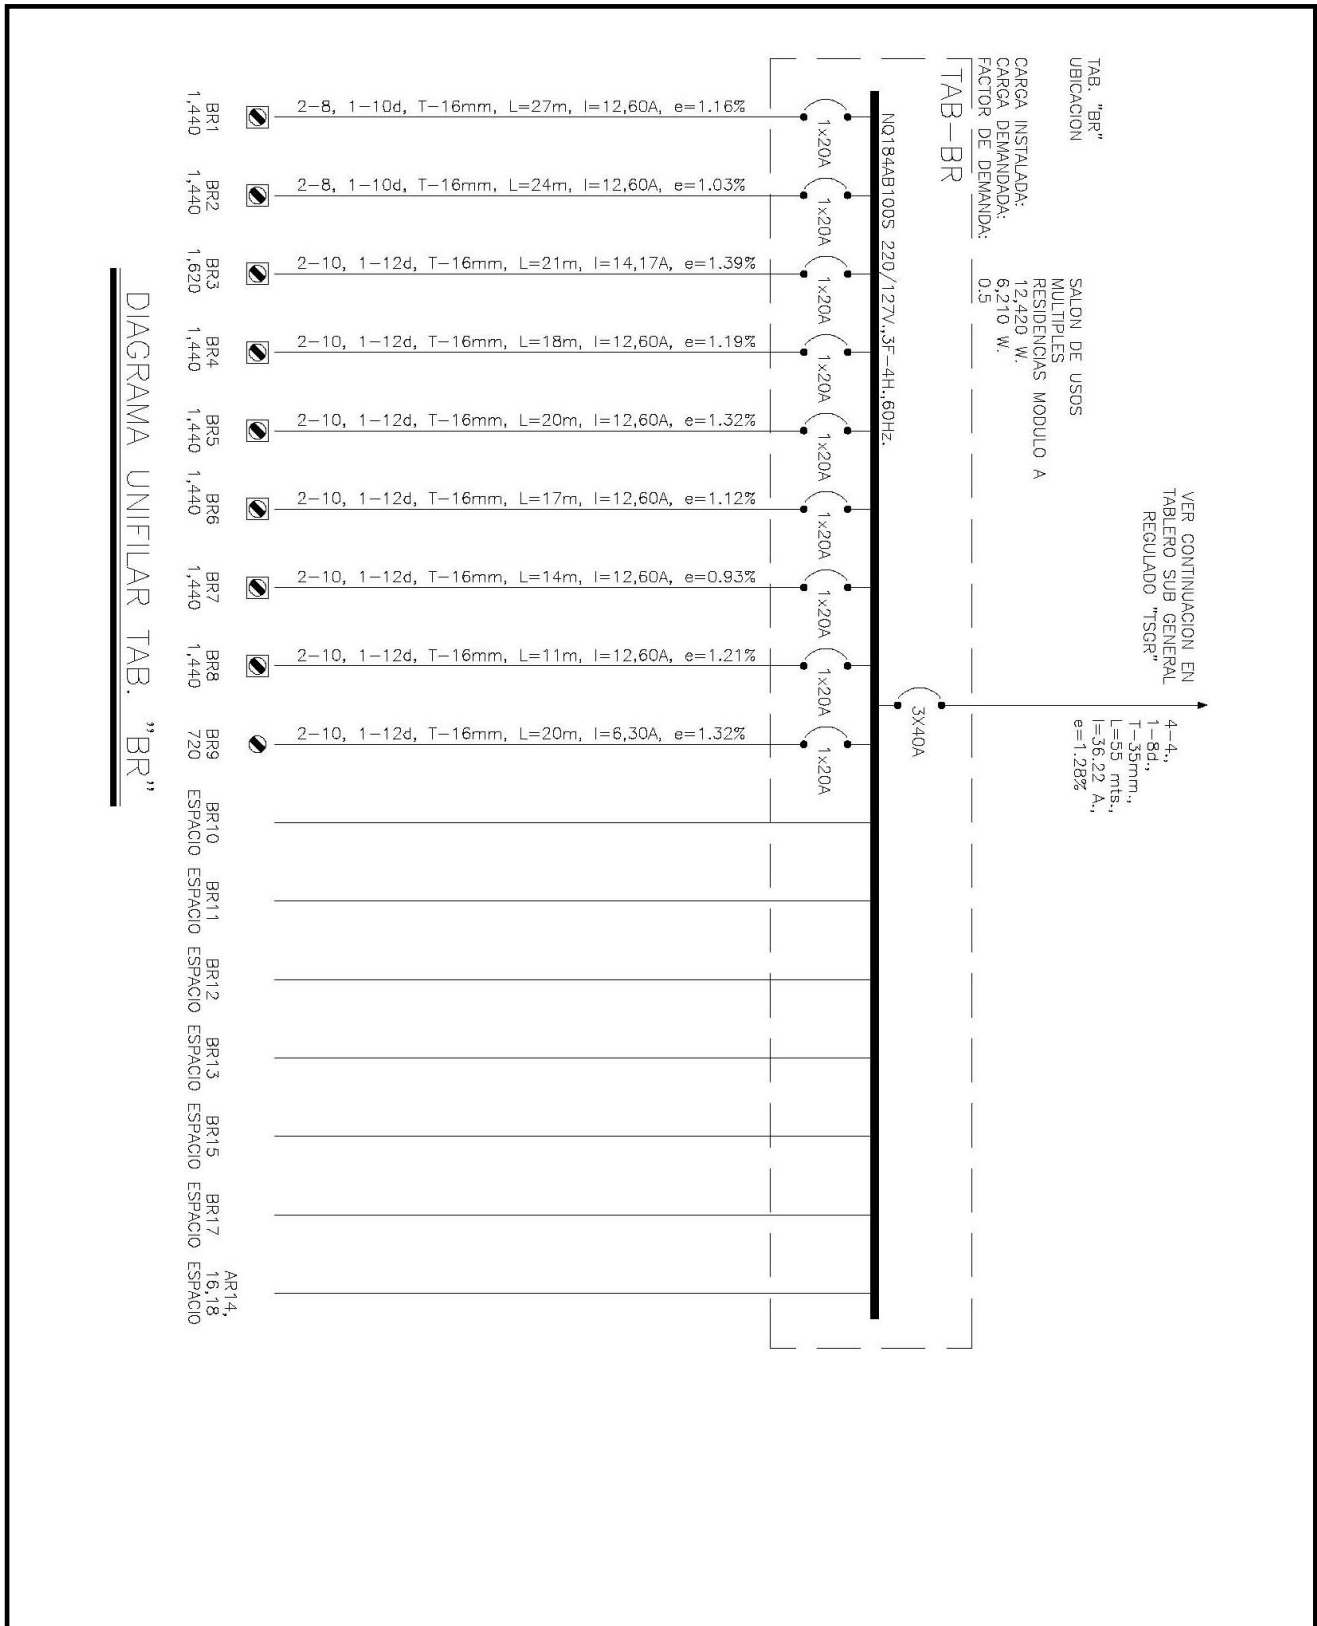 TAB. "BR"
UBICACION
SALON DE USOS
MULTIPLES
RESIDENCIAS MODULO A
CARGA INSTALADA: 12,420 W.
CARGA DEMANDADA: 6,210 W.
FACTOR DE DEMANDA: 0.5
VER CONTINUACION EN
TABLERO SUB GENERAL
REGULADO "TSGR"
4-4.,
1-8d.,
T-35mm.,
L=55 mts.,
I=36.22 A.,
e=1.28%
TAB-BR
3X40A
NQ184AB100S 220/127V.,3F-4H.,60Hz.
1x20A
1x20A
1x20A
1x20A
1x20A
1x20A
1x20A
1x20A
1x20A
2-8, 1-10d, T-16mm, L=27m, I=12,60A, e=1.16%
2-8, 1-10d, T-16mm, L=24m, I=12,60A, e=1.03%
2-10, 1-12d, T-16mm, L=21m, I=14,17A, e=1.39%
2-10, 1-12d, T-16mm, L=18m, I=12,60A, e=1.19%
2-10, 1-12d, T-16mm, L=20m, I=12,60A, e=1.32%
2-10, 1-12d, T-16mm, L=17m, I=12,60A, e=1.12%
2-10, 1-12d, T-16mm, L=14m, I=12,60A, e=0.93%
2-10, 1-12d, T-16mm, L=11m, I=12,60A, e=1.21%
2-10, 1-12d, T-16mm, L=20m, I=6,30A, e=1.32%
BR1
1,440
BR2
1,440
BR3
1,620
BR4
1,440
BR5
1,440
BR6
1,440
BR7
1,440
BR8
1,440
BR9
720
BR10
ESPACIO
BR11
ESPACIO
BR12
ESPACIO
BR13
ESPACIO
BR15
ESPACIO
BR17
ESPACIO
AR14,
16,18
ESPACIO
DIAGRAMA UNIFILAR TAB. "BR"